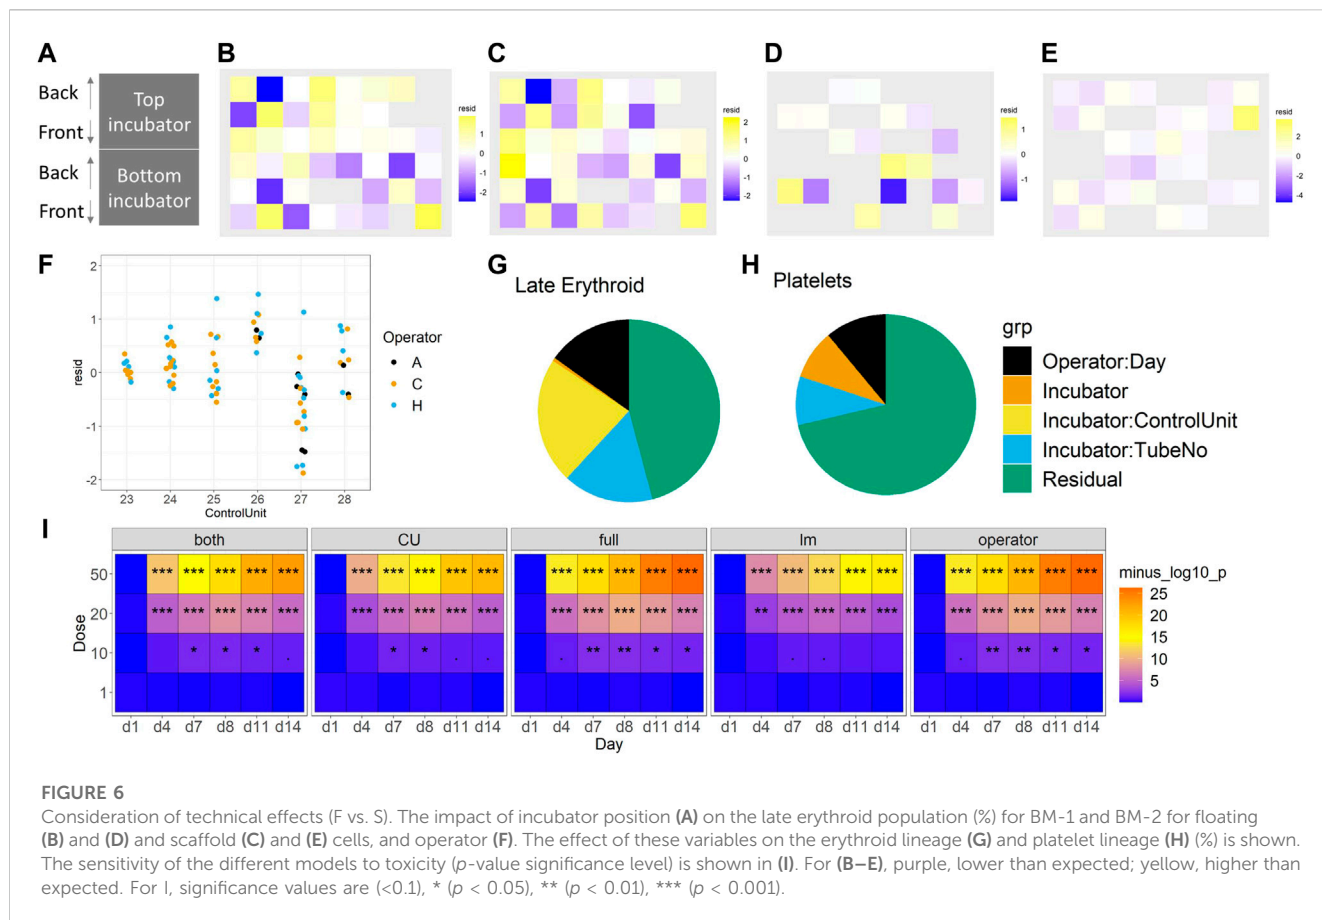 A
Back
Front
Back
Front
Top
incubator
Bottom
incubator
B
resid
1
0
-1
-2
C
resid
2
1
0
-1
-2
D
resid
1
0
-1
E
resid
2
0
-2
-4
F
2
1
0
-1
-2
resid
23 24 25 26 27 28
ControlUnit
Operator
A
C
H
G
Late Erythroid
H
Platelets
grp
Operator:Day
Incubator
Incubator:ControlUnit
Incubator:TubeNo
Residual
I
both CU full lm operator
50 *** *** *** *** *** *** *** *** *** *** *** *** *** *** *** *** *** *** *** *** *** *** *** *** ***
20 *** *** *** *** *** *** *** *** *** *** *** *** *** *** *** ** *** *** *** *** *** *** *** *** ***
10 * * * . * * . . . ** ** * * . . . ** ** * *
1
Dose
d1 d4 d7 d8 d11 d14 d1 d4 d7 d8 d11 d14 d1 d4 d7 d8 d11 d14 d1 d4 d7 d8 d11 d14 d1 d4 d7 d8 d11 d14
Day
minus_log10_p
25
20
15
10
5
FIGURE 6
Consideration of technical effects (F vs. S). The impact of incubator position (A) on the late erythroid population (%) for BM-1 and BM-2 for floating
(B) and (D) and scaffold (C) and (E) cells, and operator (F). The effect of these variables on the erythroid lineage (G) and platelet lineage (H) (%) is shown.
The sensitivity of the different models to toxicity (p-value significance level) is shown in (I). For (B–E), purple, lower than expected; yellow, higher than
expected. For I, significance values are (<0.1), * (p < 0.05), ** (p < 0.01), *** (p < 0.001).